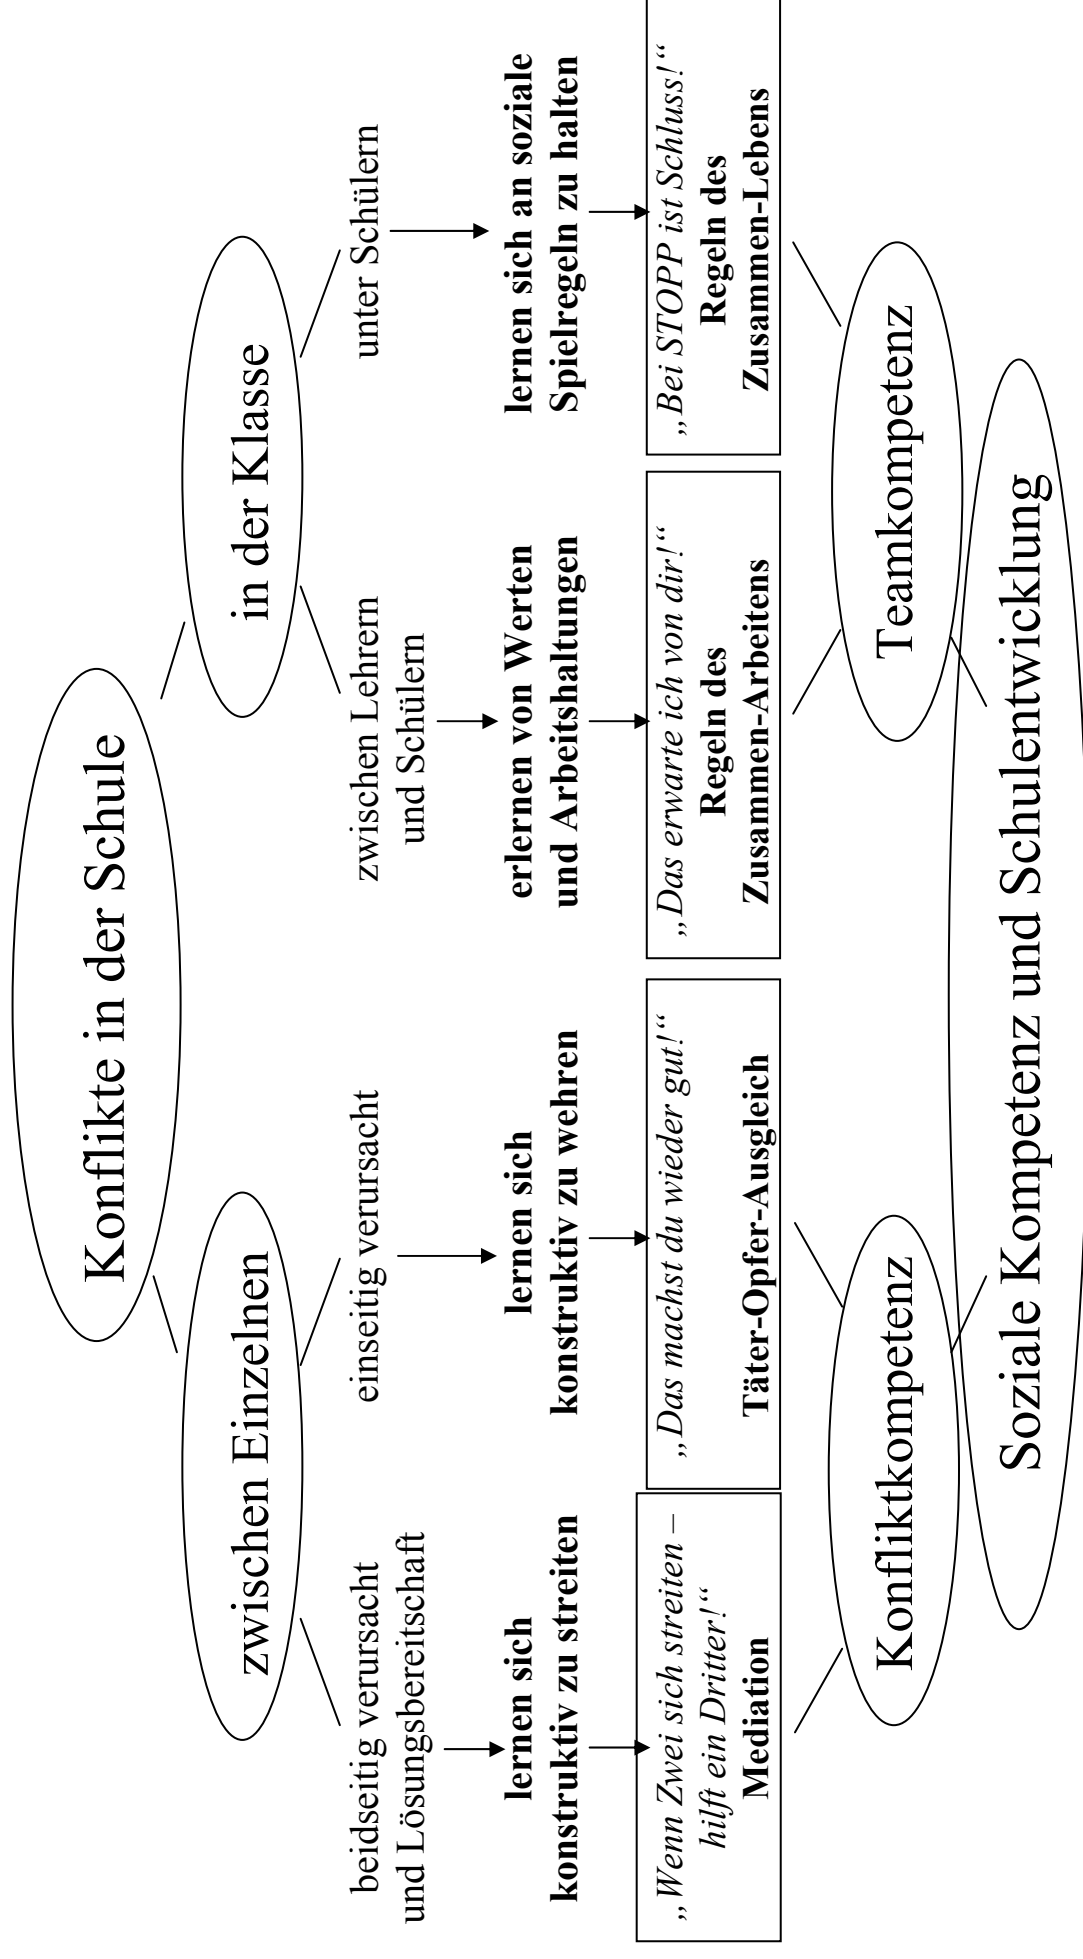 Konflikte in der Schule
zwischen Einzelnen
in der Klasse
beidseitig verursacht
und Lösungsbereitschaft
einseitig verursacht
zwischen Lehrern
und Schülern
unter Schülern
lernen sich
konstruktiv zu streiten
lernen sich
konstruktiv zu wehren
erlernen von Werten
und Arbeitshaltungen
lernen sich an soziale
Spielregeln zu halten
„Wenn Zwei sich streiten –
hilft ein Dritter!“
Mediation
„Das machst du wieder gut!“
Täter-Opfer-Ausgleich
„Das erwarte ich von dir!“
Regeln des
Zusammen-Arbeitens
„Bei STOPP ist Schluss!“
Regeln des
Zusammen-Lebens
Konfliktkompetenz
Teamkompetenz
Soziale Kompetenz und Schulentwicklung